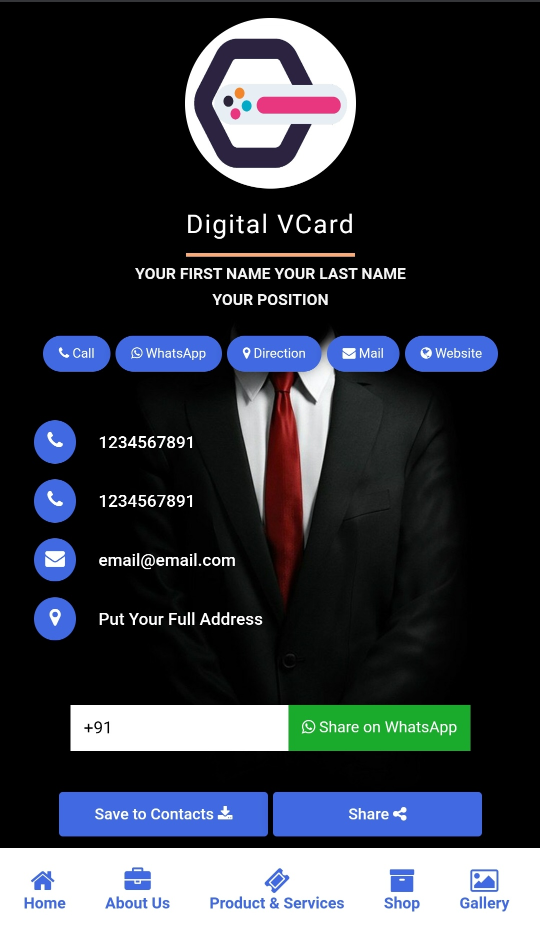 Digital VCard
YOUR FIRST NAME YOUR LAST NAME
YOUR POSITION
Call WhatsApp Direction Mail Website
1234567891
1234567891
email@email.com
Put Your Full Address
+91 Share on WhatsApp
Save to Contacts Share
Home About Us Product & Services Shop Gallery